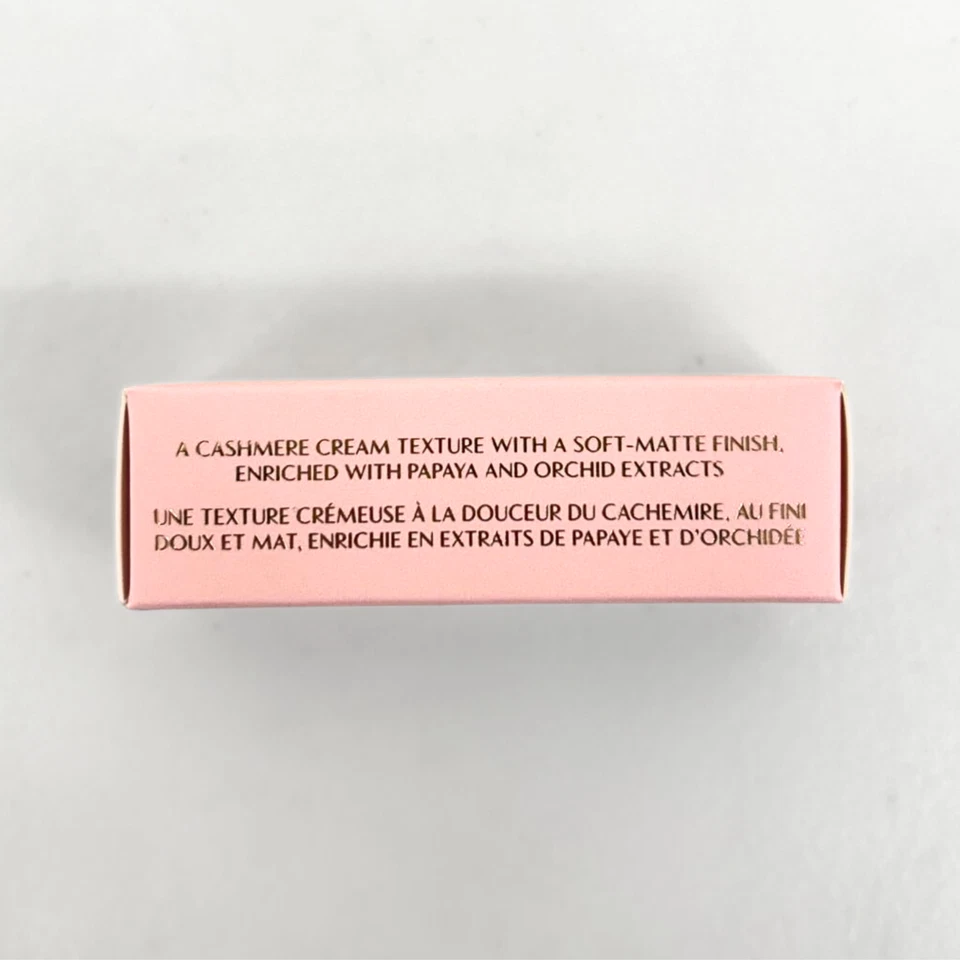 A CASHMERE CREAM TEXTURE WITH A SOFT-MATTE FINISH,
ENRICHED WITH PAPAYA AND ORCHID EXTRACTS
UNE TEXTURE CRÉMEUSE À LA DOUCEUR DU CACHEMIRE, AU FINI
DOUX ET MAT, ENRICHIE EN EXTRAITS DE PAPAYE ET D'ORCHIDÉE